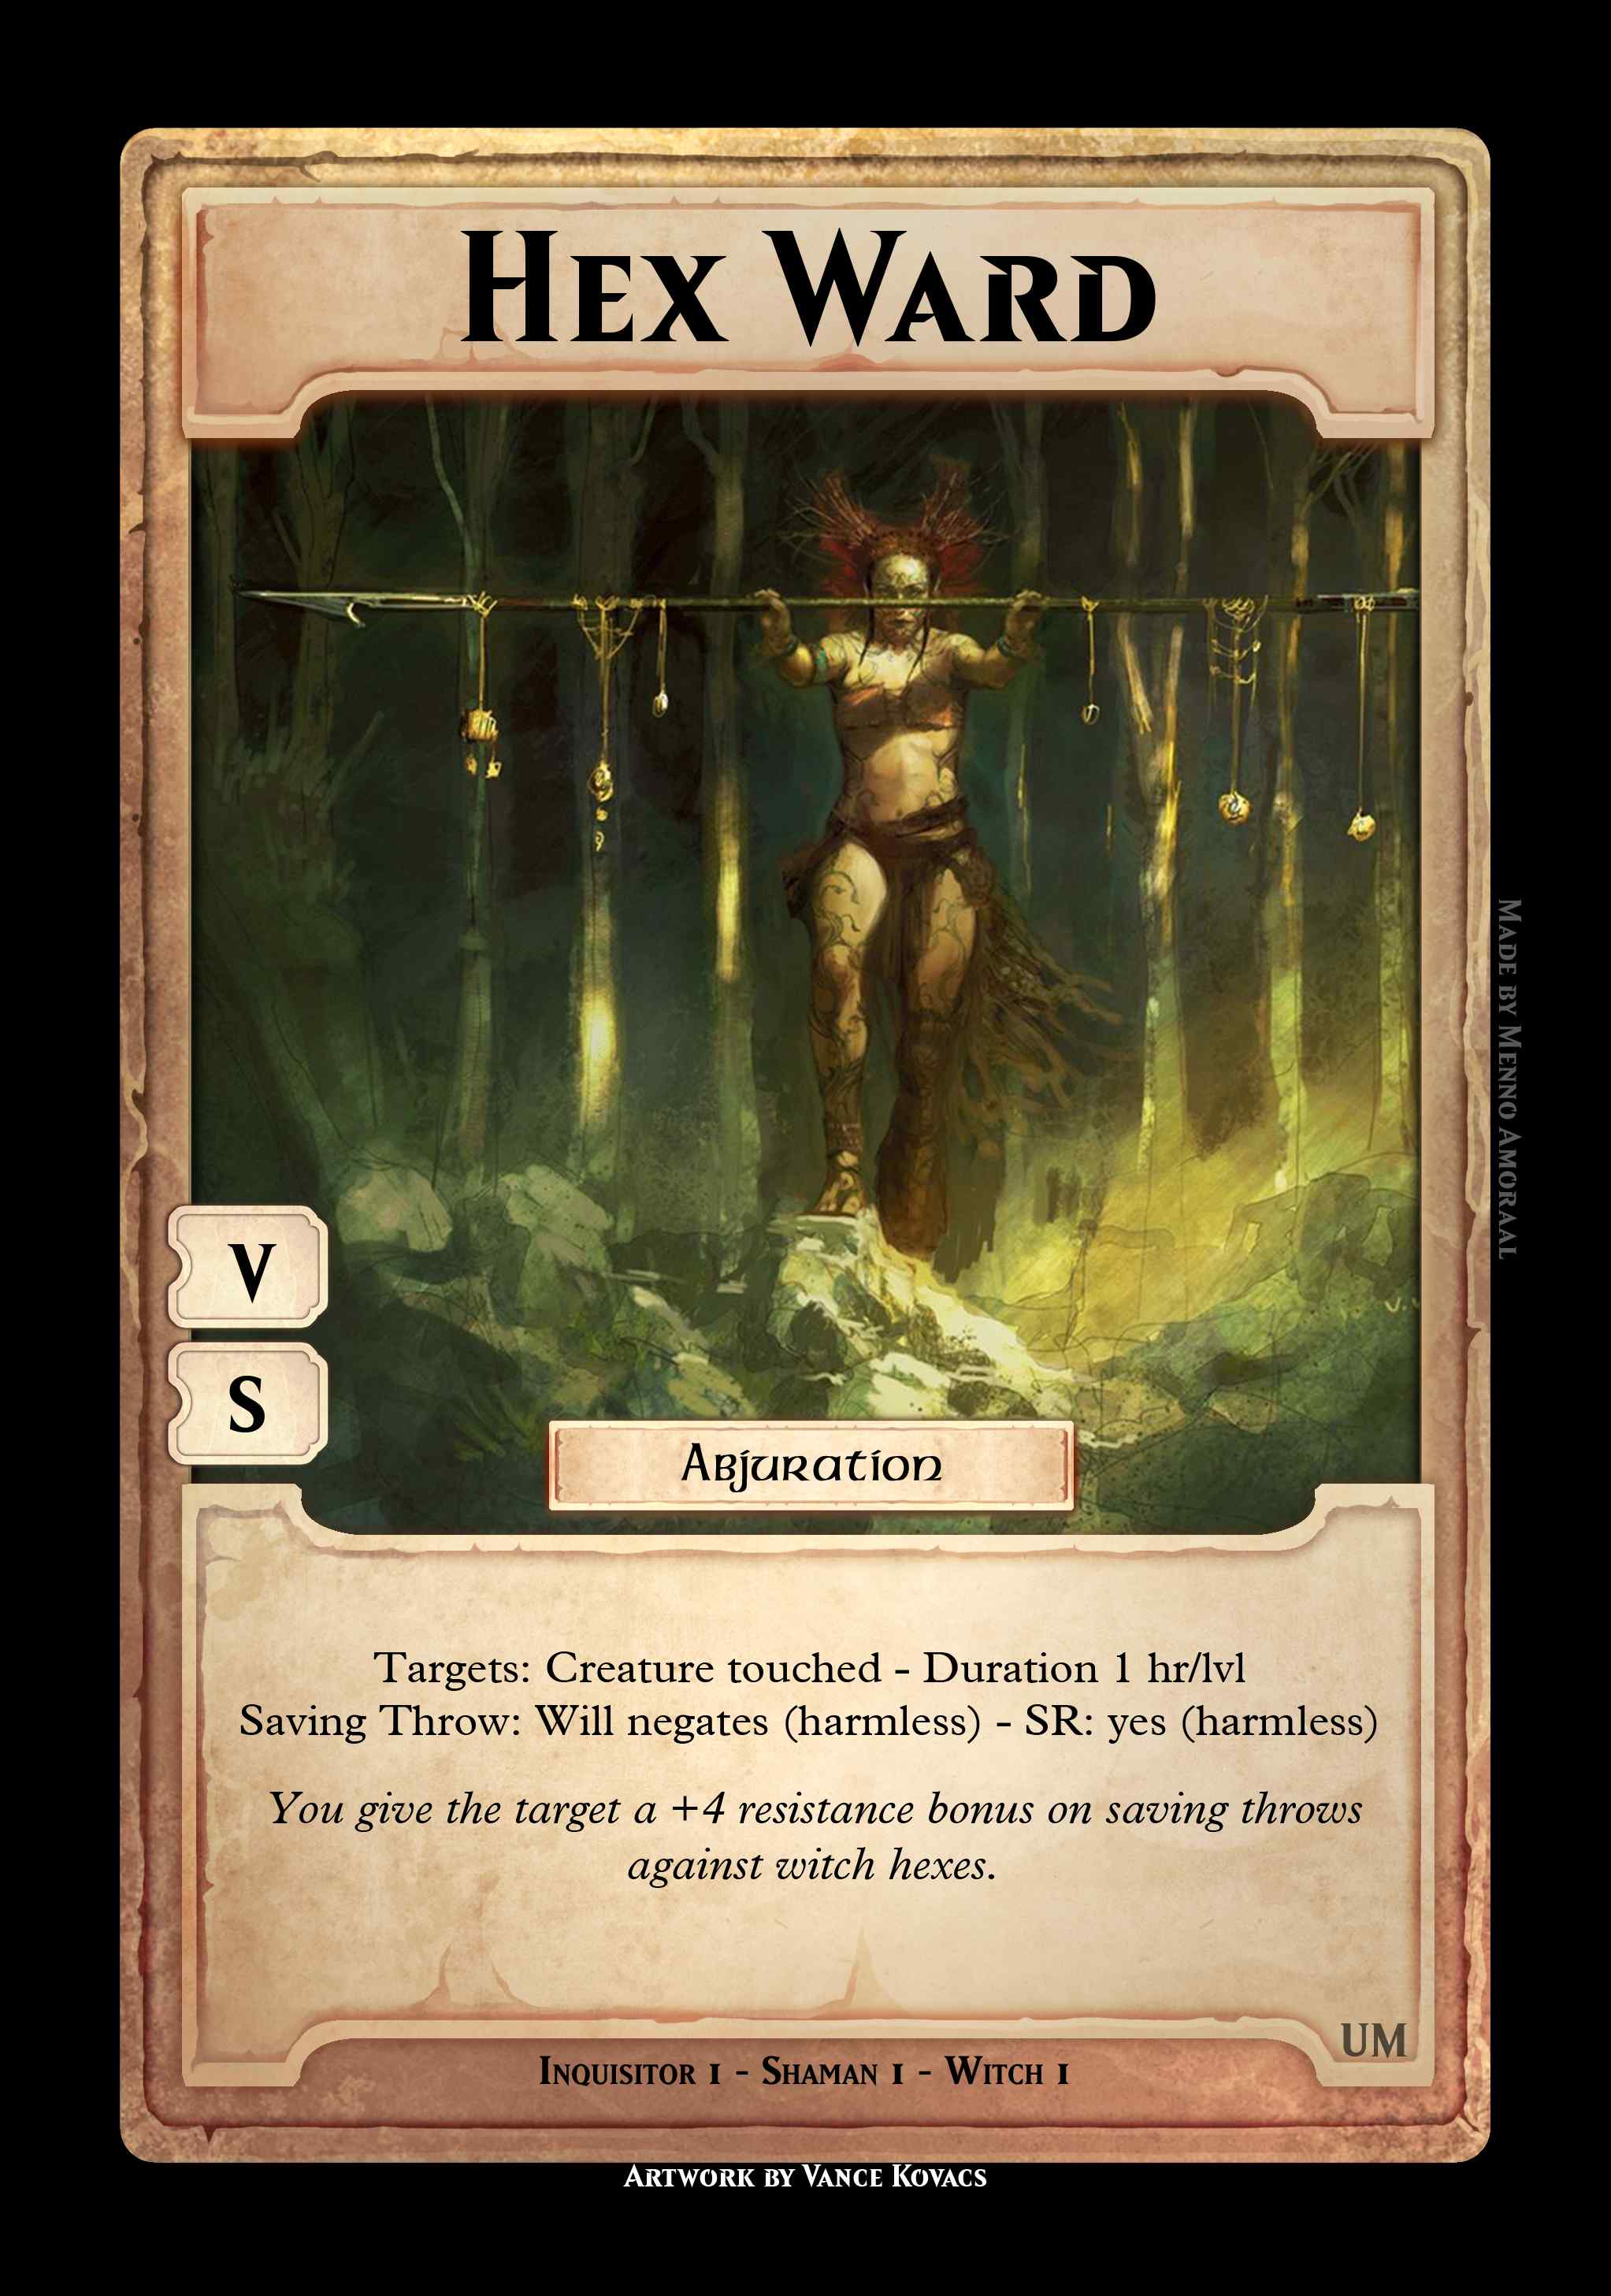 Hex Ward
V
S
Abjuration
Targets: Creature touched - Duration 1 hr/lvl
Saving Throw: Will negates (harmless) - SR: yes (harmless)
You give the target a +4 resistance bonus on saving throws
against witch hexes.
UM
Inquisitor 1 - Shaman 1 - Witch 1
Artwork by Vance Kovacs
Made by Menno Amoraal